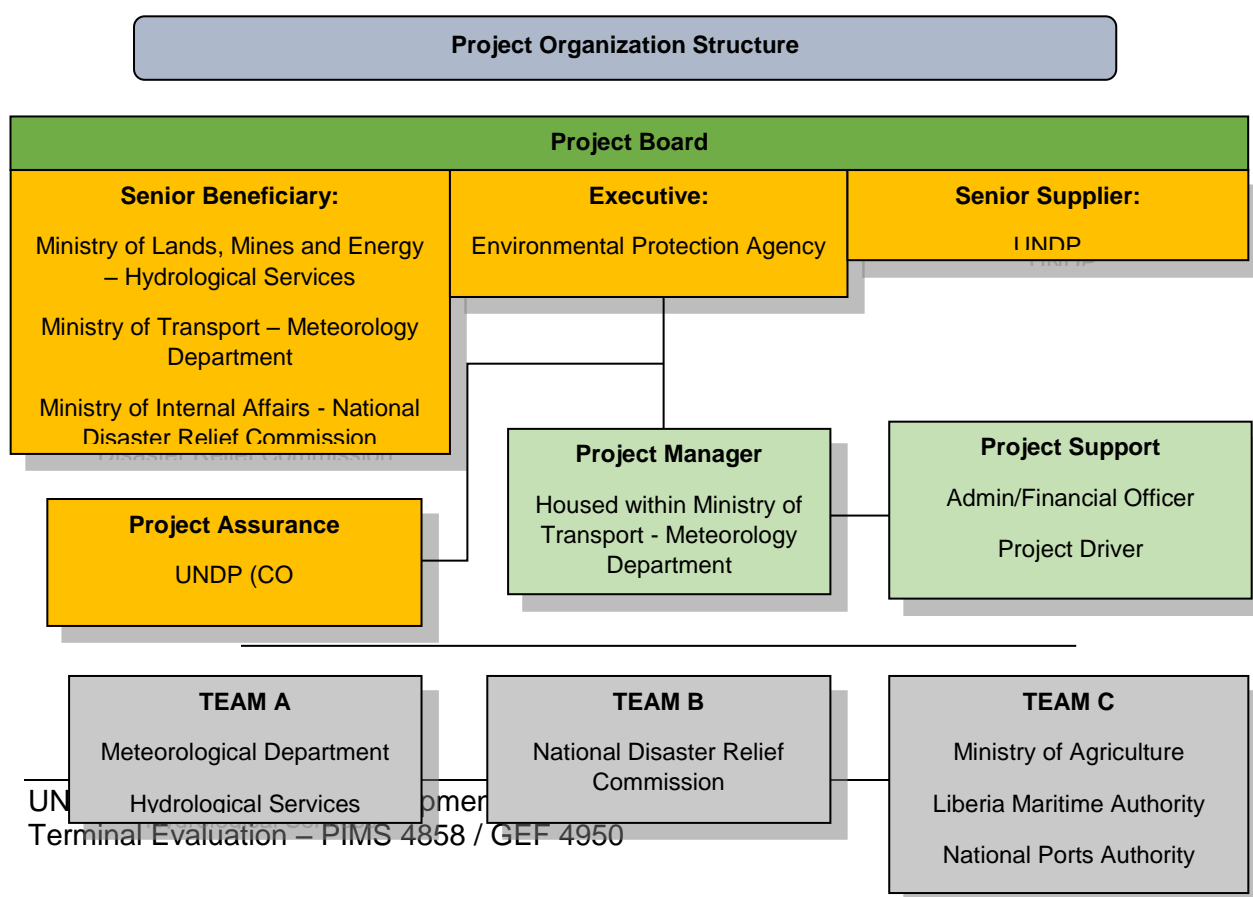 Project Organization Structure
Project Board
Senior Beneficiary:
Ministry of Lands, Mines and Energy
– Hydrological Services
Ministry of Transport – Meteorology
Department
Ministry of Internal Affairs - National
Disaster Relief Commission
Executive:
Environmental Protection Agency
Senior Supplier:
UNDP
Project Assurance
UNDP (CO
Project Manager
Housed within Ministry of
Transport - Meteorology
Department
Project Support
Admin/Financial Officer
Project Driver
TEAM A
Meteorological Department
Hydrological Services
TEAM B
National Disaster Relief
Commission
TEAM C
Ministry of Agriculture
Liberia Maritime Authority
National Ports Authority
Terminal Evaluation – PIMS 4858 / GEF 4950